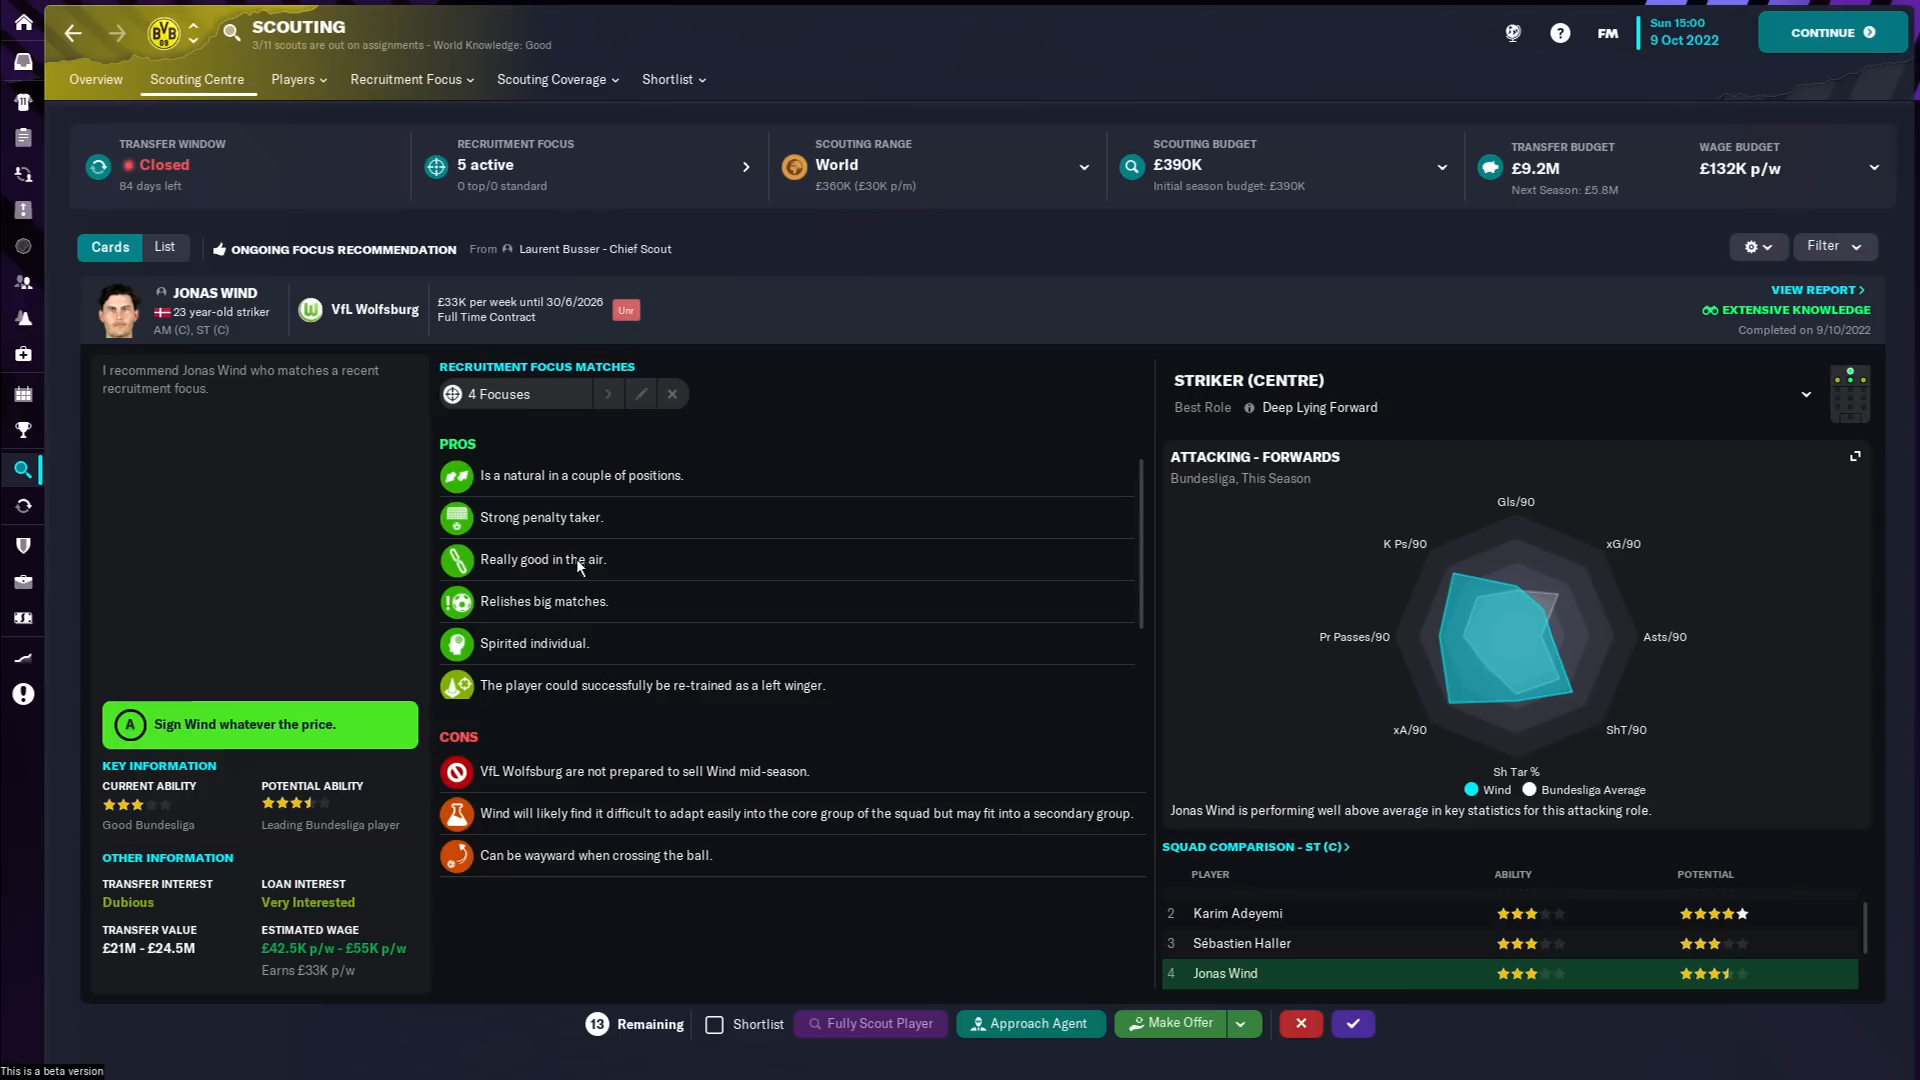 SCOUTING
3/11 scouts are out on assignments - World Knowledge: Good
FM
Sun 15:00
9 Oct 2022
CONTINUE
Overview
Scouting Centre
Players
Recruitment Focus
Scouting Coverage
Shortlist
TRANSFER WINDOW
Closed
84 days left
RECRUITMENT FOCUS
5 active
0 top/0 standard
SCOUTING RANGE
World
£360K (£30K p/m)
SCOUTING BUDGET
£390K
Initial season budget: £390K
TRANSFER BUDGET
£9.2M
Next Season: £5.8M
WAGE BUDGET
£132K p/w
Cards
List
ONGOING FOCUS RECOMMENDATION
From Laurent Busser - Chief Scout
Filter
JONAS WIND
23 year-old striker
AM (C), ST (C)
VfL Wolfsburg
£33K per week until 30/6/2026
Full Time Contract
Unr
VIEW REPORT >
EXTENSIVE KNOWLEDGE
Completed on 9/10/2022
I recommend Jonas Wind who matches a recent
recruitment focus.
A Sign Wind whatever the price.
KEY INFORMATION
CURRENT ABILITY
Good Bundesliga
POTENTIAL ABILITY
Leading Bundesliga player
OTHER INFORMATION
TRANSFER INTEREST
Dubious
LOAN INTEREST
Very Interested
TRANSFER VALUE
£21M - £24.5M
ESTIMATED WAGE
£42.5K p/w - £55K p/w
Earns £33K p/w
RECRUITMENT FOCUS MATCHES
4 Focuses
PROS
Is a natural in a couple of positions.
Strong penalty taker.
Really good in the air.
Relishes big matches.
Spirited individual.
The player could successfully be re-trained as a left winger.
CONS
VfL Wolfsburg are not prepared to sell Wind mid-season.
Wind will likely find it difficult to adapt easily into the core group of the squad but may fit into a secondary group.
Can be wayward when crossing the ball.
STRIKER (CENTRE)
Best Role Deep Lying Forward
ATTACKING - FORWARDS
Bundesliga, This Season
Gls/90
K Ps/90
xG/90
Pr Passes/90
Asts/90
xA/90
ShT/90
Sh Tar %
Wind
Bundesliga Average
Jonas Wind is performing well above average in key statistics for this attacking role.
SQUAD COMPARISON - ST (C) >
PLAYER
ABILITY
POTENTIAL
2 Karim Adeyemi
3 Sébastien Haller
4 Jonas Wind
13 Remaining
Shortlist
Fully Scout Player
Approach Agent
Make Offer
This is a beta version
BVB
09